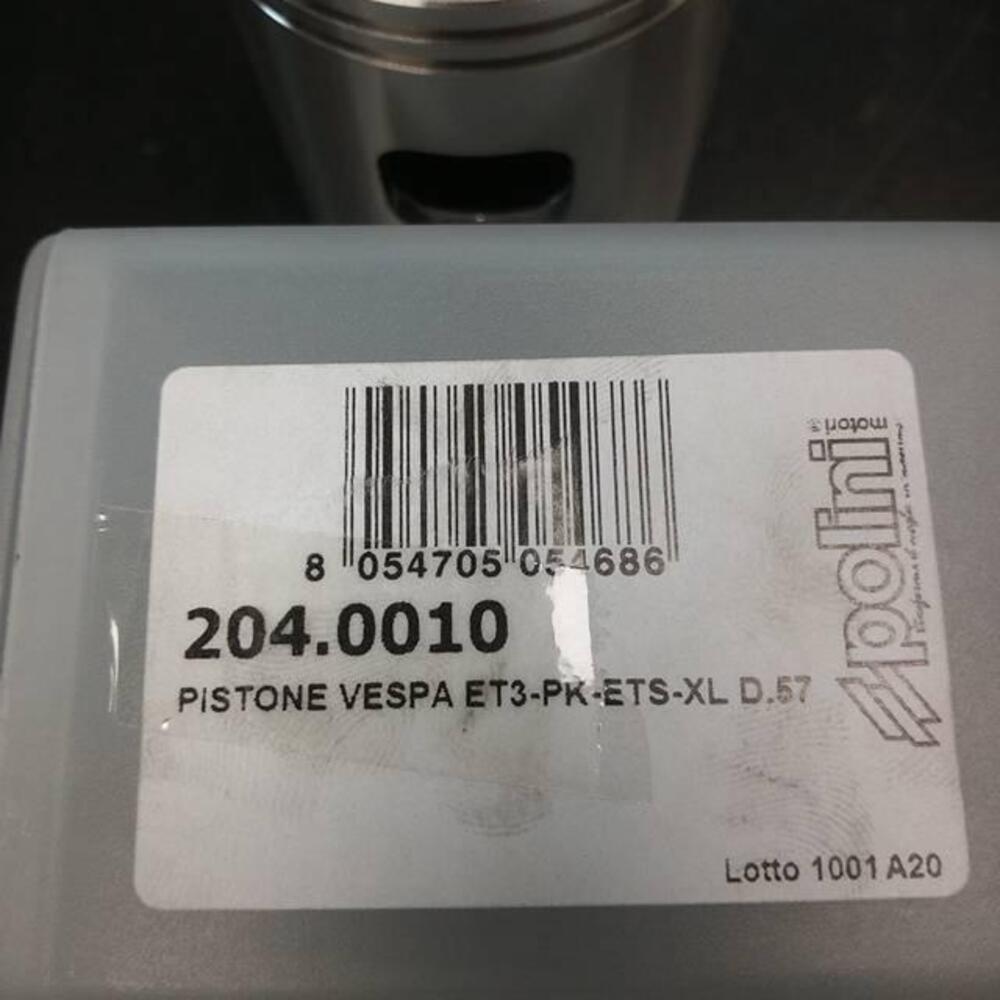 8 054705 054686
204.0010
PISTONE VESPA ET3-PK-ETS-XL D.57
polini
motori®
Lotto 1001 A20